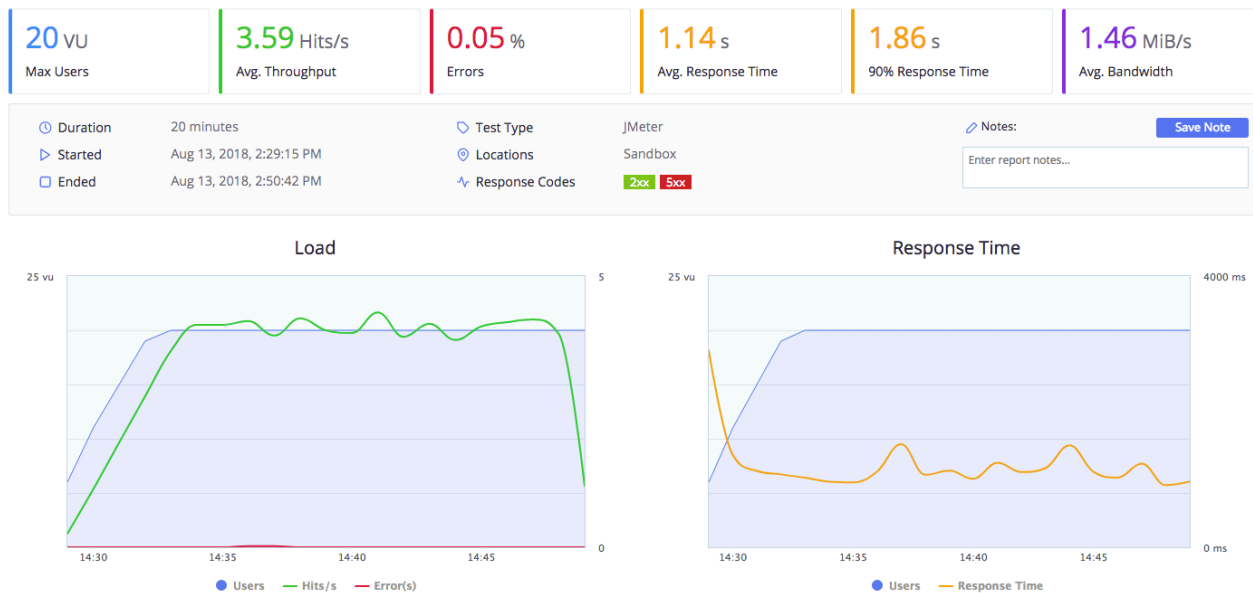 20 VU
Max Users
3.59 Hits/s
Avg. Throughput
0.05 %
Errors
1.14 s
Avg. Response Time
1.86 s
90% Response Time
1.46 MiB/s
Avg. Bandwidth
Duration 20 minutes
Started Aug 13, 2018, 2:29:15 PM
Ended Aug 13, 2018, 2:50:42 PM
Test Type JMeter
Locations Sandbox
Response Codes 2xx 5xx
Notes: Save Note
Enter report notes...
Load
25 vu 5
0
14:30 14:35 14:40 14:45
Users Hits/s Error(s)
Response Time
25 vu 4000 ms
0 ms
14:30 14:35 14:40 14:45
Users Response Time